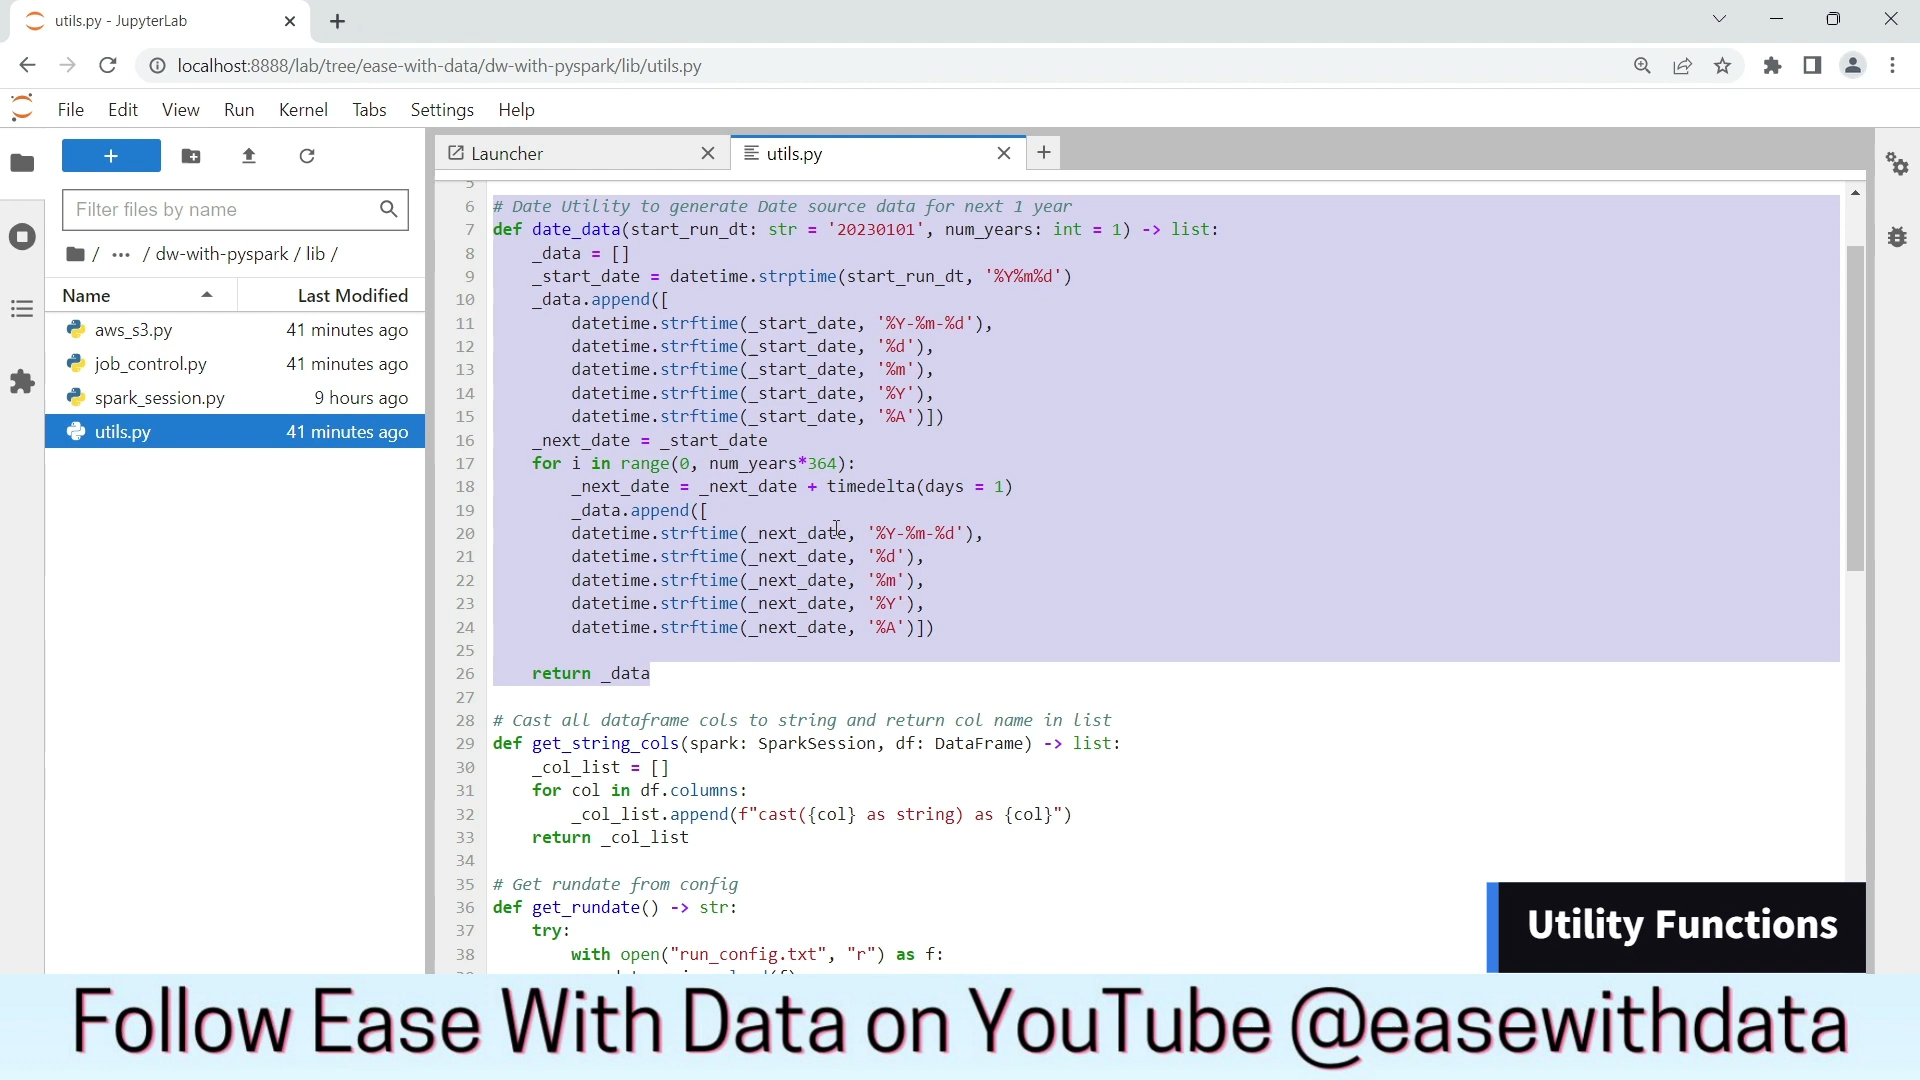 utils.py - JupyterLab
localhost:8888/lab/tree/ease-with-data/dw-with-pyspark/lib/utils.py
File Edit View Run Kernel Tabs Settings Help
Launcher
utils.py
Filter files by name
/ ··· / dw-with-pyspark / lib /
Name Last Modified
aws_s3.py 41 minutes ago
job_control.py 41 minutes ago
spark_session.py 9 hours ago
utils.py 41 minutes ago
5
6 # Date Utility to generate Date source data for next 1 year
7 def date_data(start_run_dt: str = '20230101', num_years: int = 1) -> list:
8 _data = []
9 _start_date = datetime.strptime(start_run_dt, '%Y%m%d')
10 _data.append([
11 datetime.strftime(_start_date, '%Y-%m-%d'),
12 datetime.strftime(_start_date, '%d'),
13 datetime.strftime(_start_date, '%m'),
14 datetime.strftime(_start_date, '%Y'),
15 datetime.strftime(_start_date, '%A')])
16 _next_date = _start_date
17 for i in range(0, num_years*364):
18 _next_date = _next_date + timedelta(days = 1)
19 _data.append([
20 datetime.strftime(_next_date, '%Y-%m-%d'),
21 datetime.strftime(_next_date, '%d'),
22 datetime.strftime(_next_date, '%m'),
23 datetime.strftime(_next_date, '%Y'),
24 datetime.strftime(_next_date, '%A')])
25
26 return _data
27
28 # Cast all dataframe cols to string and return col name in list
29 def get_string_cols(spark: SparkSession, df: DataFrame) -> list:
30 _col_list = []
31 for col in df.columns:
32 _col_list.append(f"cast({col} as string) as {col}")
33 return _col_list
34
35 # Get rundate from config
36 def get_rundate() -> str:
37 try:
38 with open("run_config.txt", "r") as f:
Utility Functions
Follow Ease With Data on YouTube @easewithdata